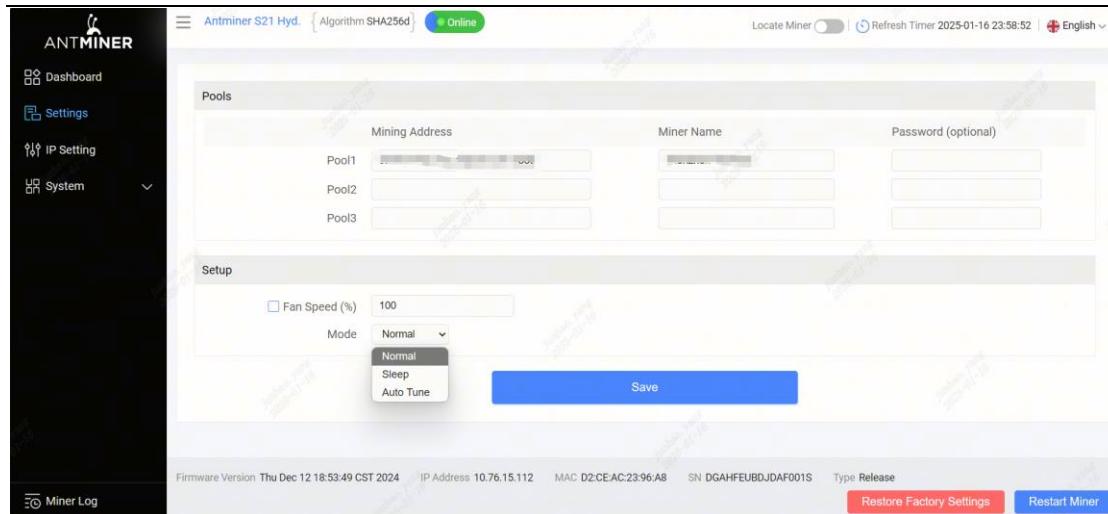 ANTMINER
Antminer S21 Hyd. {Algorithm SHA256d} Online
Locate Miner Refresh Timer 2025-01-16 23:58:52 English
Dashboard
Settings
IP Setting
System
Miner Log
Pools
Mining Address Miner Name Password (optional)
Pool1
Pool2
Pool3
Setup
Fan Speed (%) 100
Mode Normal
Normal
Sleep
Auto Tune
Save
Firmware Version Thu Dec 12 18:53:49 CST 2024 IP Address 10.76.15.112 MAC D2:CE:AC:23:96:A8 SN DGAHFEUBDJDAF001S Type Release
Restore Factory Settings Restart Miner